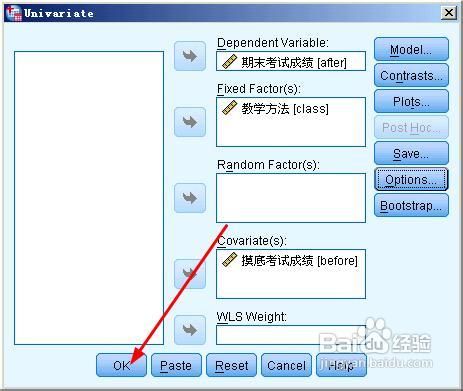 Univariate
Dependent Variable:
期末考试成绩 [after]
Fixed Factor(s):
教学方法 [class]
Random Factor(s):
Covariate(s):
摸底考试成绩 [before]
WLS Weight:
Model...
Contrasts...
Plots...
Post Hoc...
Save...
Options...
Bootstrap...
OK
Paste
Reset
Cancel
Help
Baidu 经验
jingyan.baidu.com